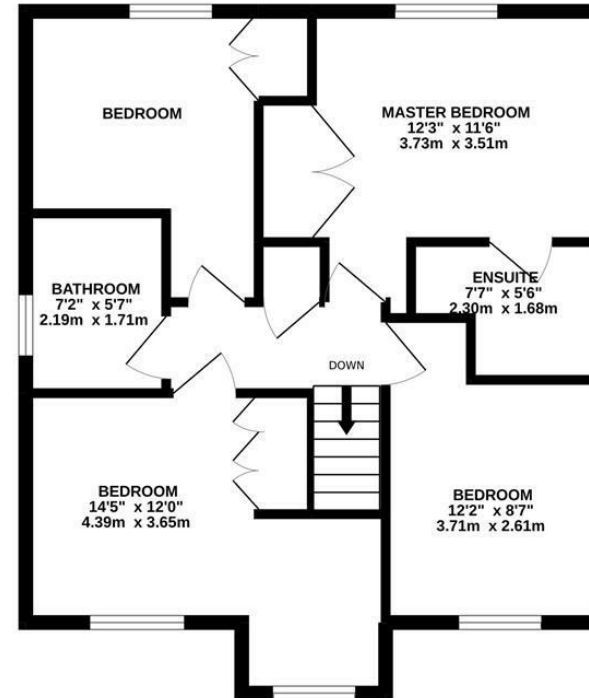 BEDROOM
MASTER BEDROOM
12'3" x 11'6"
3.73m x 3.51m
BATHROOM
7'2" x 5'7"
2.19m x 1.71m
ENSUITE
7'7" x 5'6"
2.30m x 1.68m
DOWN
BEDROOM
14'5" x 12'0"
4.39m x 3.65m
BEDROOM
12'2" x 8'7"
3.71m x 2.61m